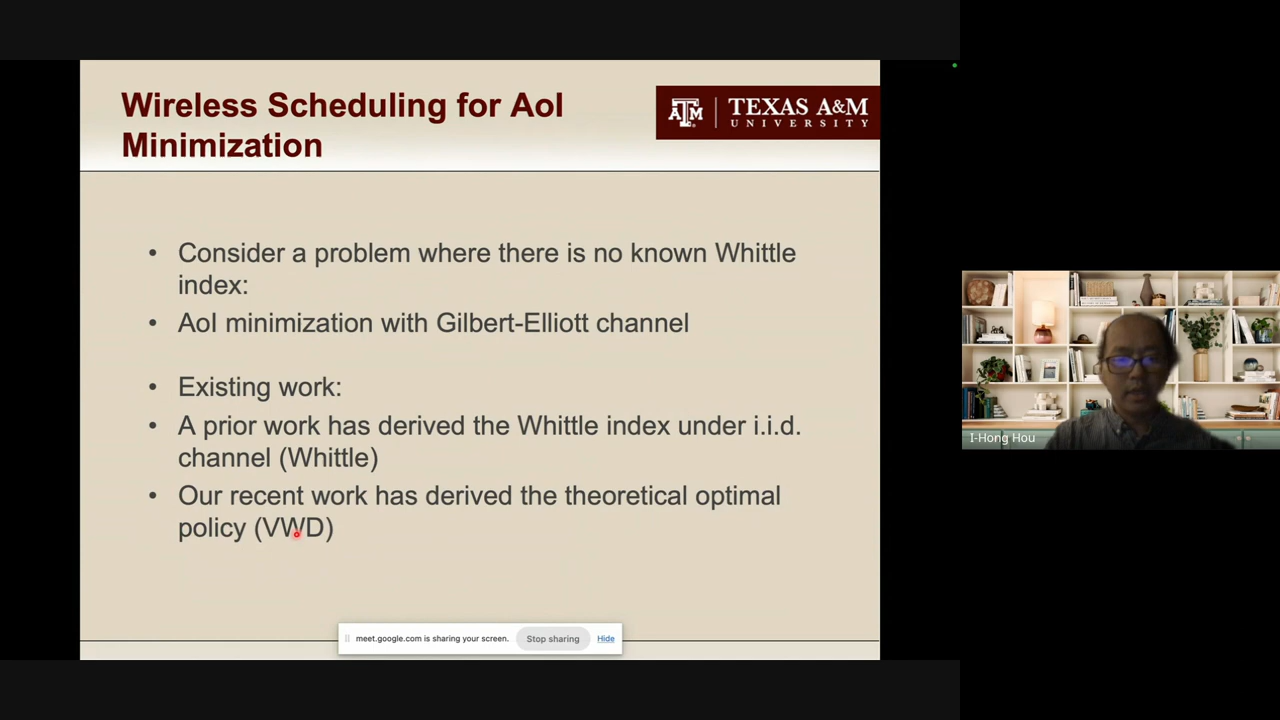 Wireless Scheduling for AoI
Minimization
ATM
TEXAS A&M
UNIVERSITY
• Consider a problem where there is no known Whittle
index:
• AoI minimization with Gilbert-Elliott channel
• Existing work:
• A prior work has derived the Whittle index under i.i.d.
channel (Whittle)
• Our recent work has derived the theoretical optimal
policy (VWD)
meet.google.com is sharing your screen.
Stop sharing
Hide
I-Hong Hou